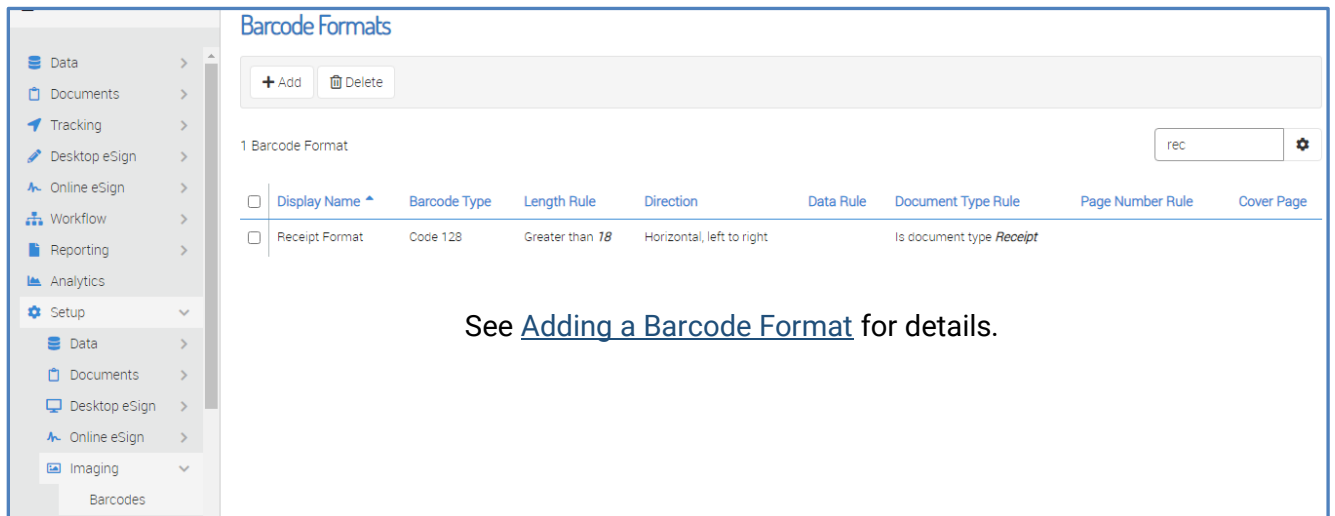 Barcode Formats
Data
Documents
Tracking
Desktop eSign
Online eSign
Workflow
Reporting
Analytics
Setup
Data
Documents
Desktop eSign
Online eSign
Imaging
Barcodes
Add Delete
1 Barcode Format rec
Display Name Barcode Type Length Rule Direction Data Rule Document Type Rule Page Number Rule Cover Page
Receipt Format Code 128 Greater than 18 Horizontal, left to right Is document type Receipt
See Adding a Barcode Format for details.